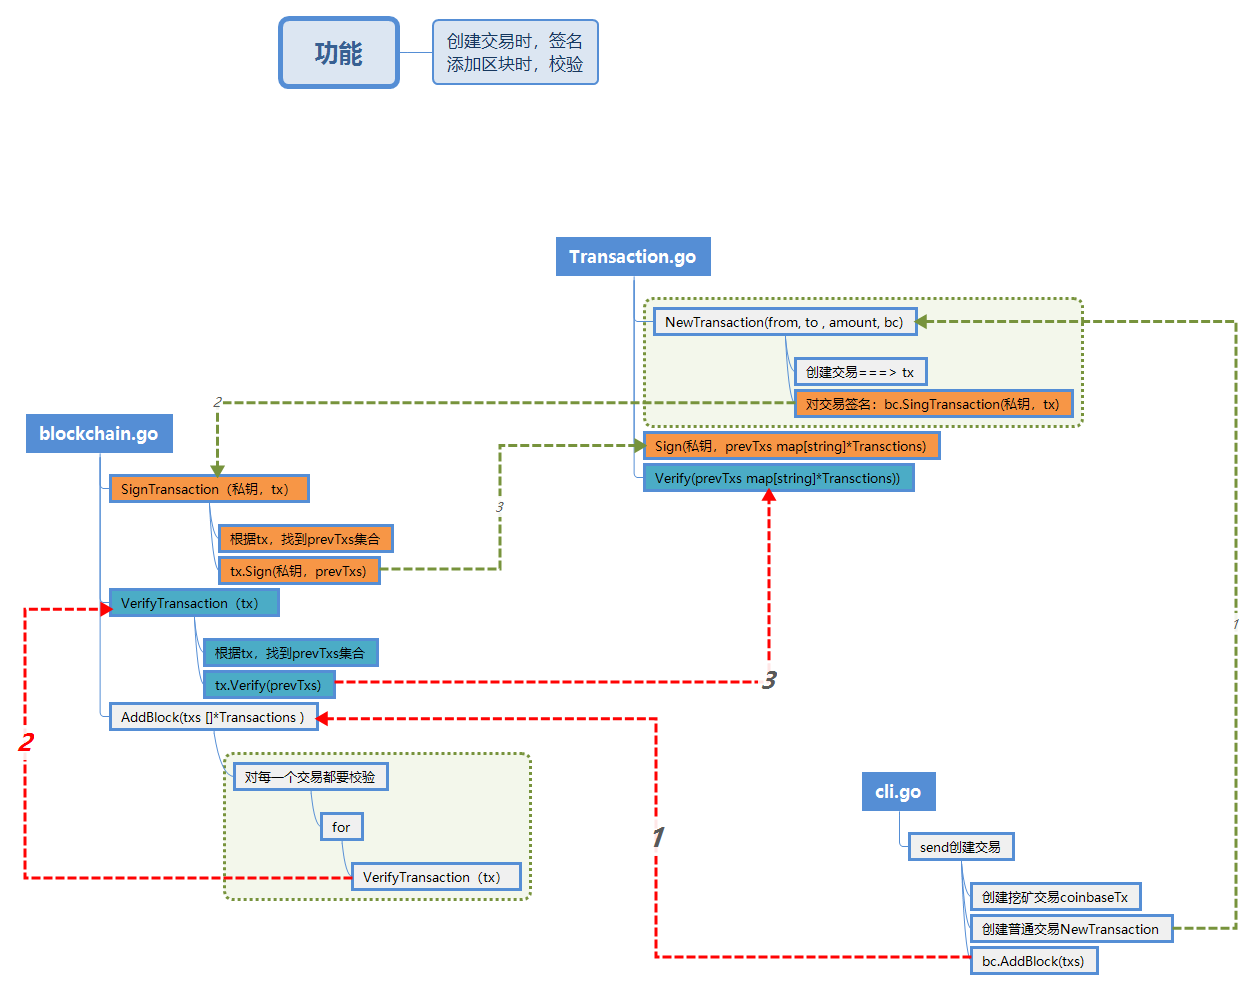 功能
创建交易时，签名
添加区块时，校验
Transaction.go
NewTransaction(from, to , amount, bc)
创建交易===> tx
对交易签名：bc.SingTransaction(私钥，tx)
Sign(私钥，prevTxs map[string]*Transctions)
Verify(prevTxs map[string]*Transctions))
blockchain.go
SignTransaction（私钥，tx）
根据tx，找到prevTxs集合
tx.Sign(私钥，prevTxs)
VerifyTransaction（tx）
根据tx，找到prevTxs集合
tx.Verify(prevTxs)
AddBlock(txs []*Transactions )
对每一个交易都要校验
for
VerifyTransaction（tx）
cli.go
send创建交易
创建挖矿交易coinbaseTx
创建普通交易NewTransaction
bc.AddBlock(txs)
2
3
1
3
2
1